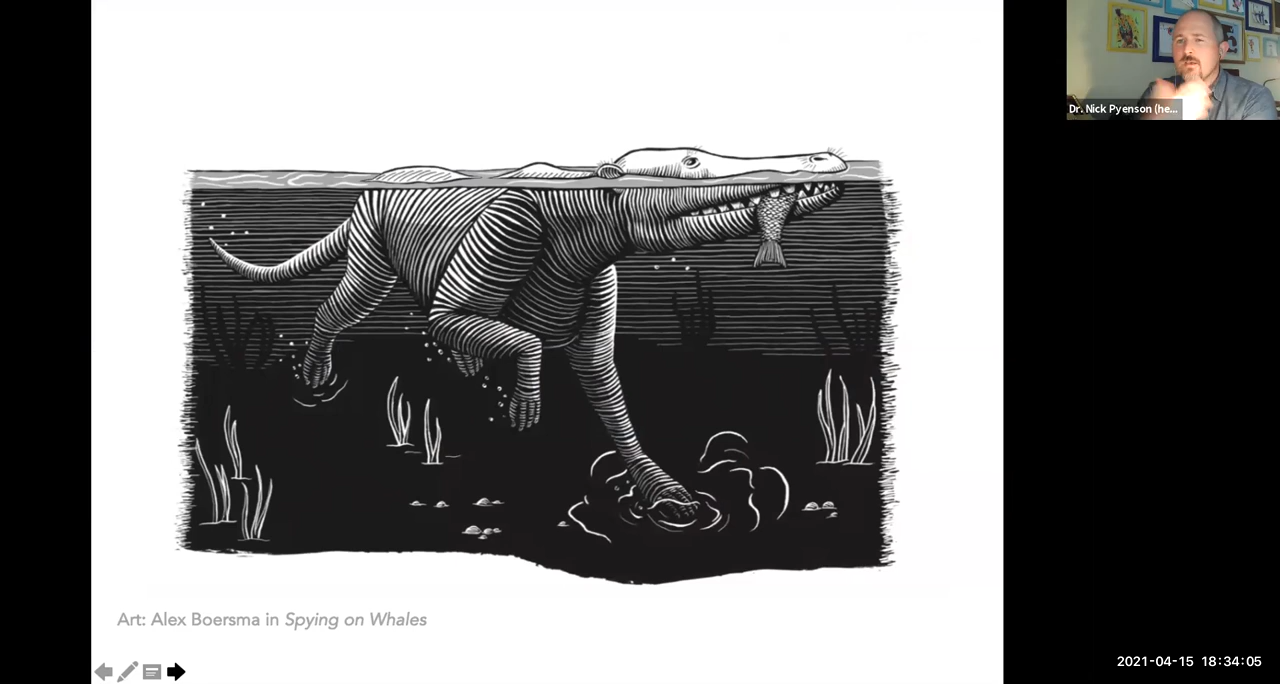 Dr. Nick Pyenson (he...
Art: Alex Boersma in Spying on Whales
2021-04-15 18:34:05